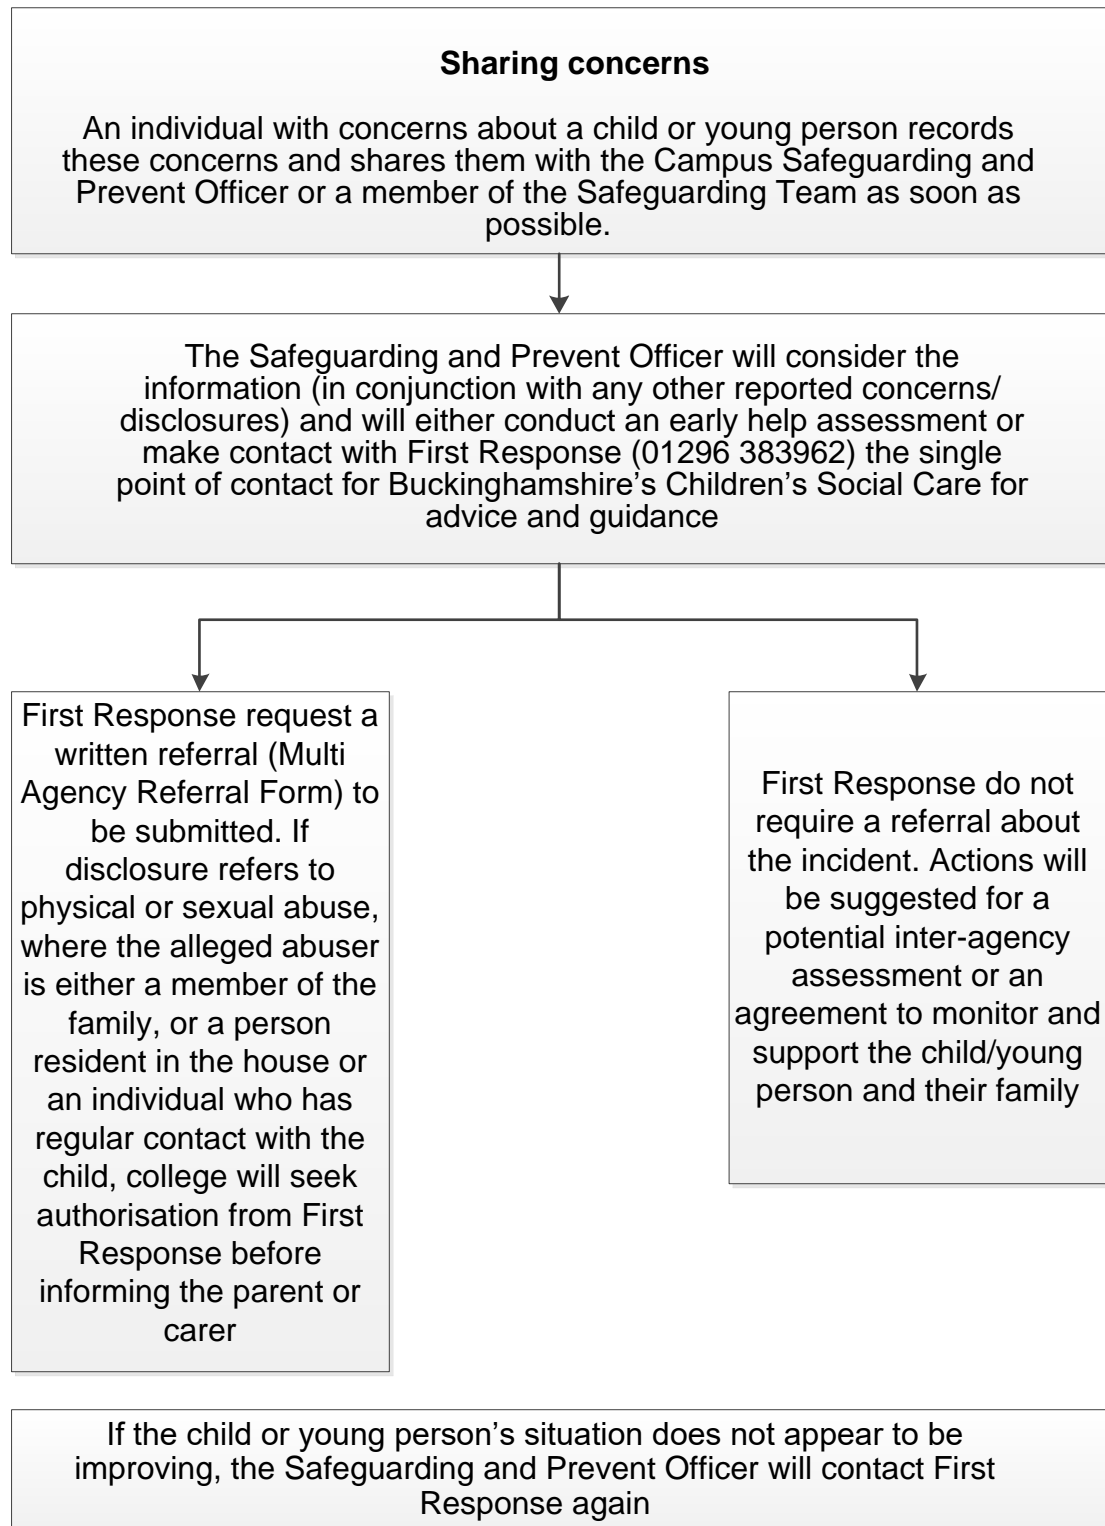 Sharing concerns
An individual with concerns about a child or young person records
these concerns and shares them with the Campus Safeguarding and
Prevent Officer or a member of the Safeguarding Team as soon as
possible.
The Safeguarding and Prevent Officer will consider the
information (in conjunction with any other reported concerns/
disclosures) and will either conduct an early help assessment or
make contact with First Response (01296 383962) the single
point of contact for Buckinghamshire’s Children’s Social Care for
advice and guidance
First Response request a
written referral (Multi
Agency Referral Form) to
be submitted. If
disclosure refers to
physical or sexual abuse,
where the alleged abuser
is either a member of the
family, or a person
resident in the house or
an individual who has
regular contact with the
child, college will seek
authorisation from First
Response before
informing the parent or
carer
First Response do not
require a referral about
the incident. Actions will
be suggested for a
potential inter-agency
assessment or an
agreement to monitor and
support the child/young
person and their family
If the child or young person’s situation does not appear to be
improving, the Safeguarding and Prevent Officer will contact First
Response again